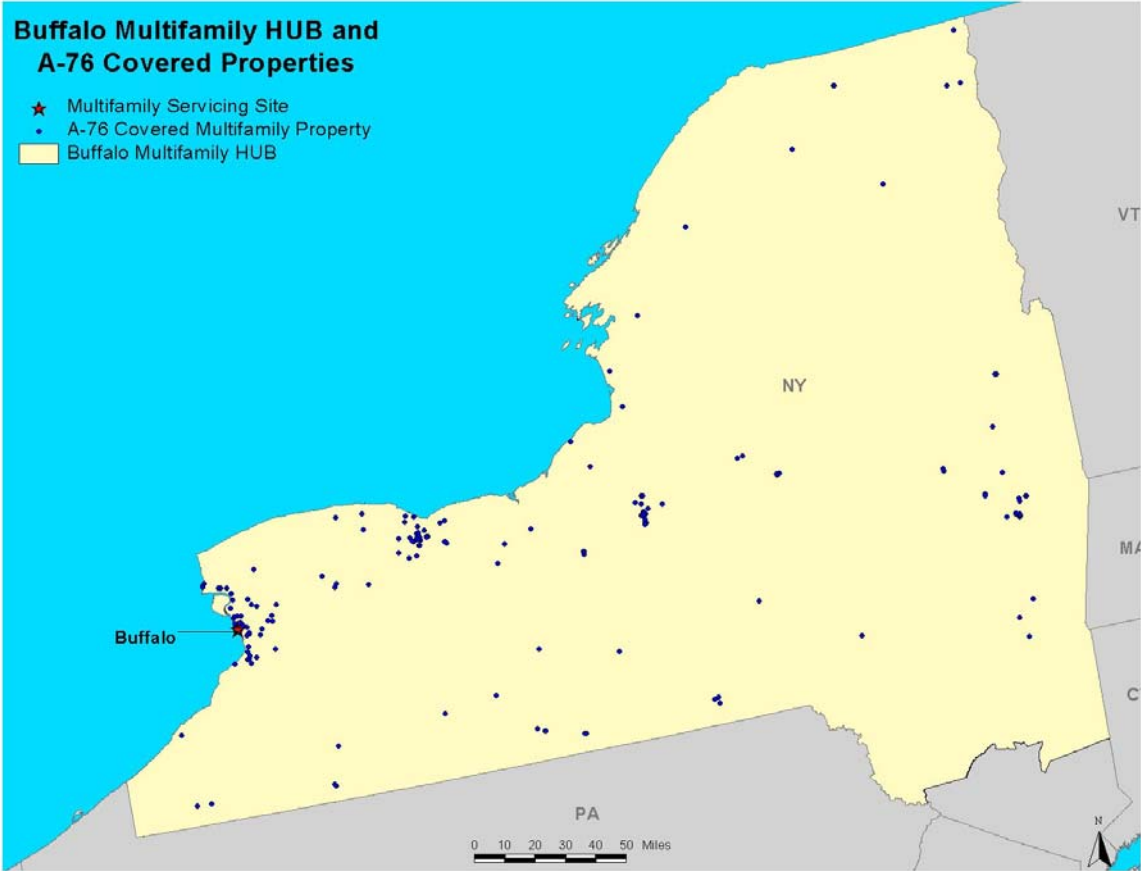 Buffalo Multifamily HUB and
A-76 Covered Properties
Multifamily Servicing Site
A-76 Covered Multifamily Property
Buffalo Multifamily HUB
VT
NY
MA
Buffalo
PA
N
0 10 20 30 40 50 Miles